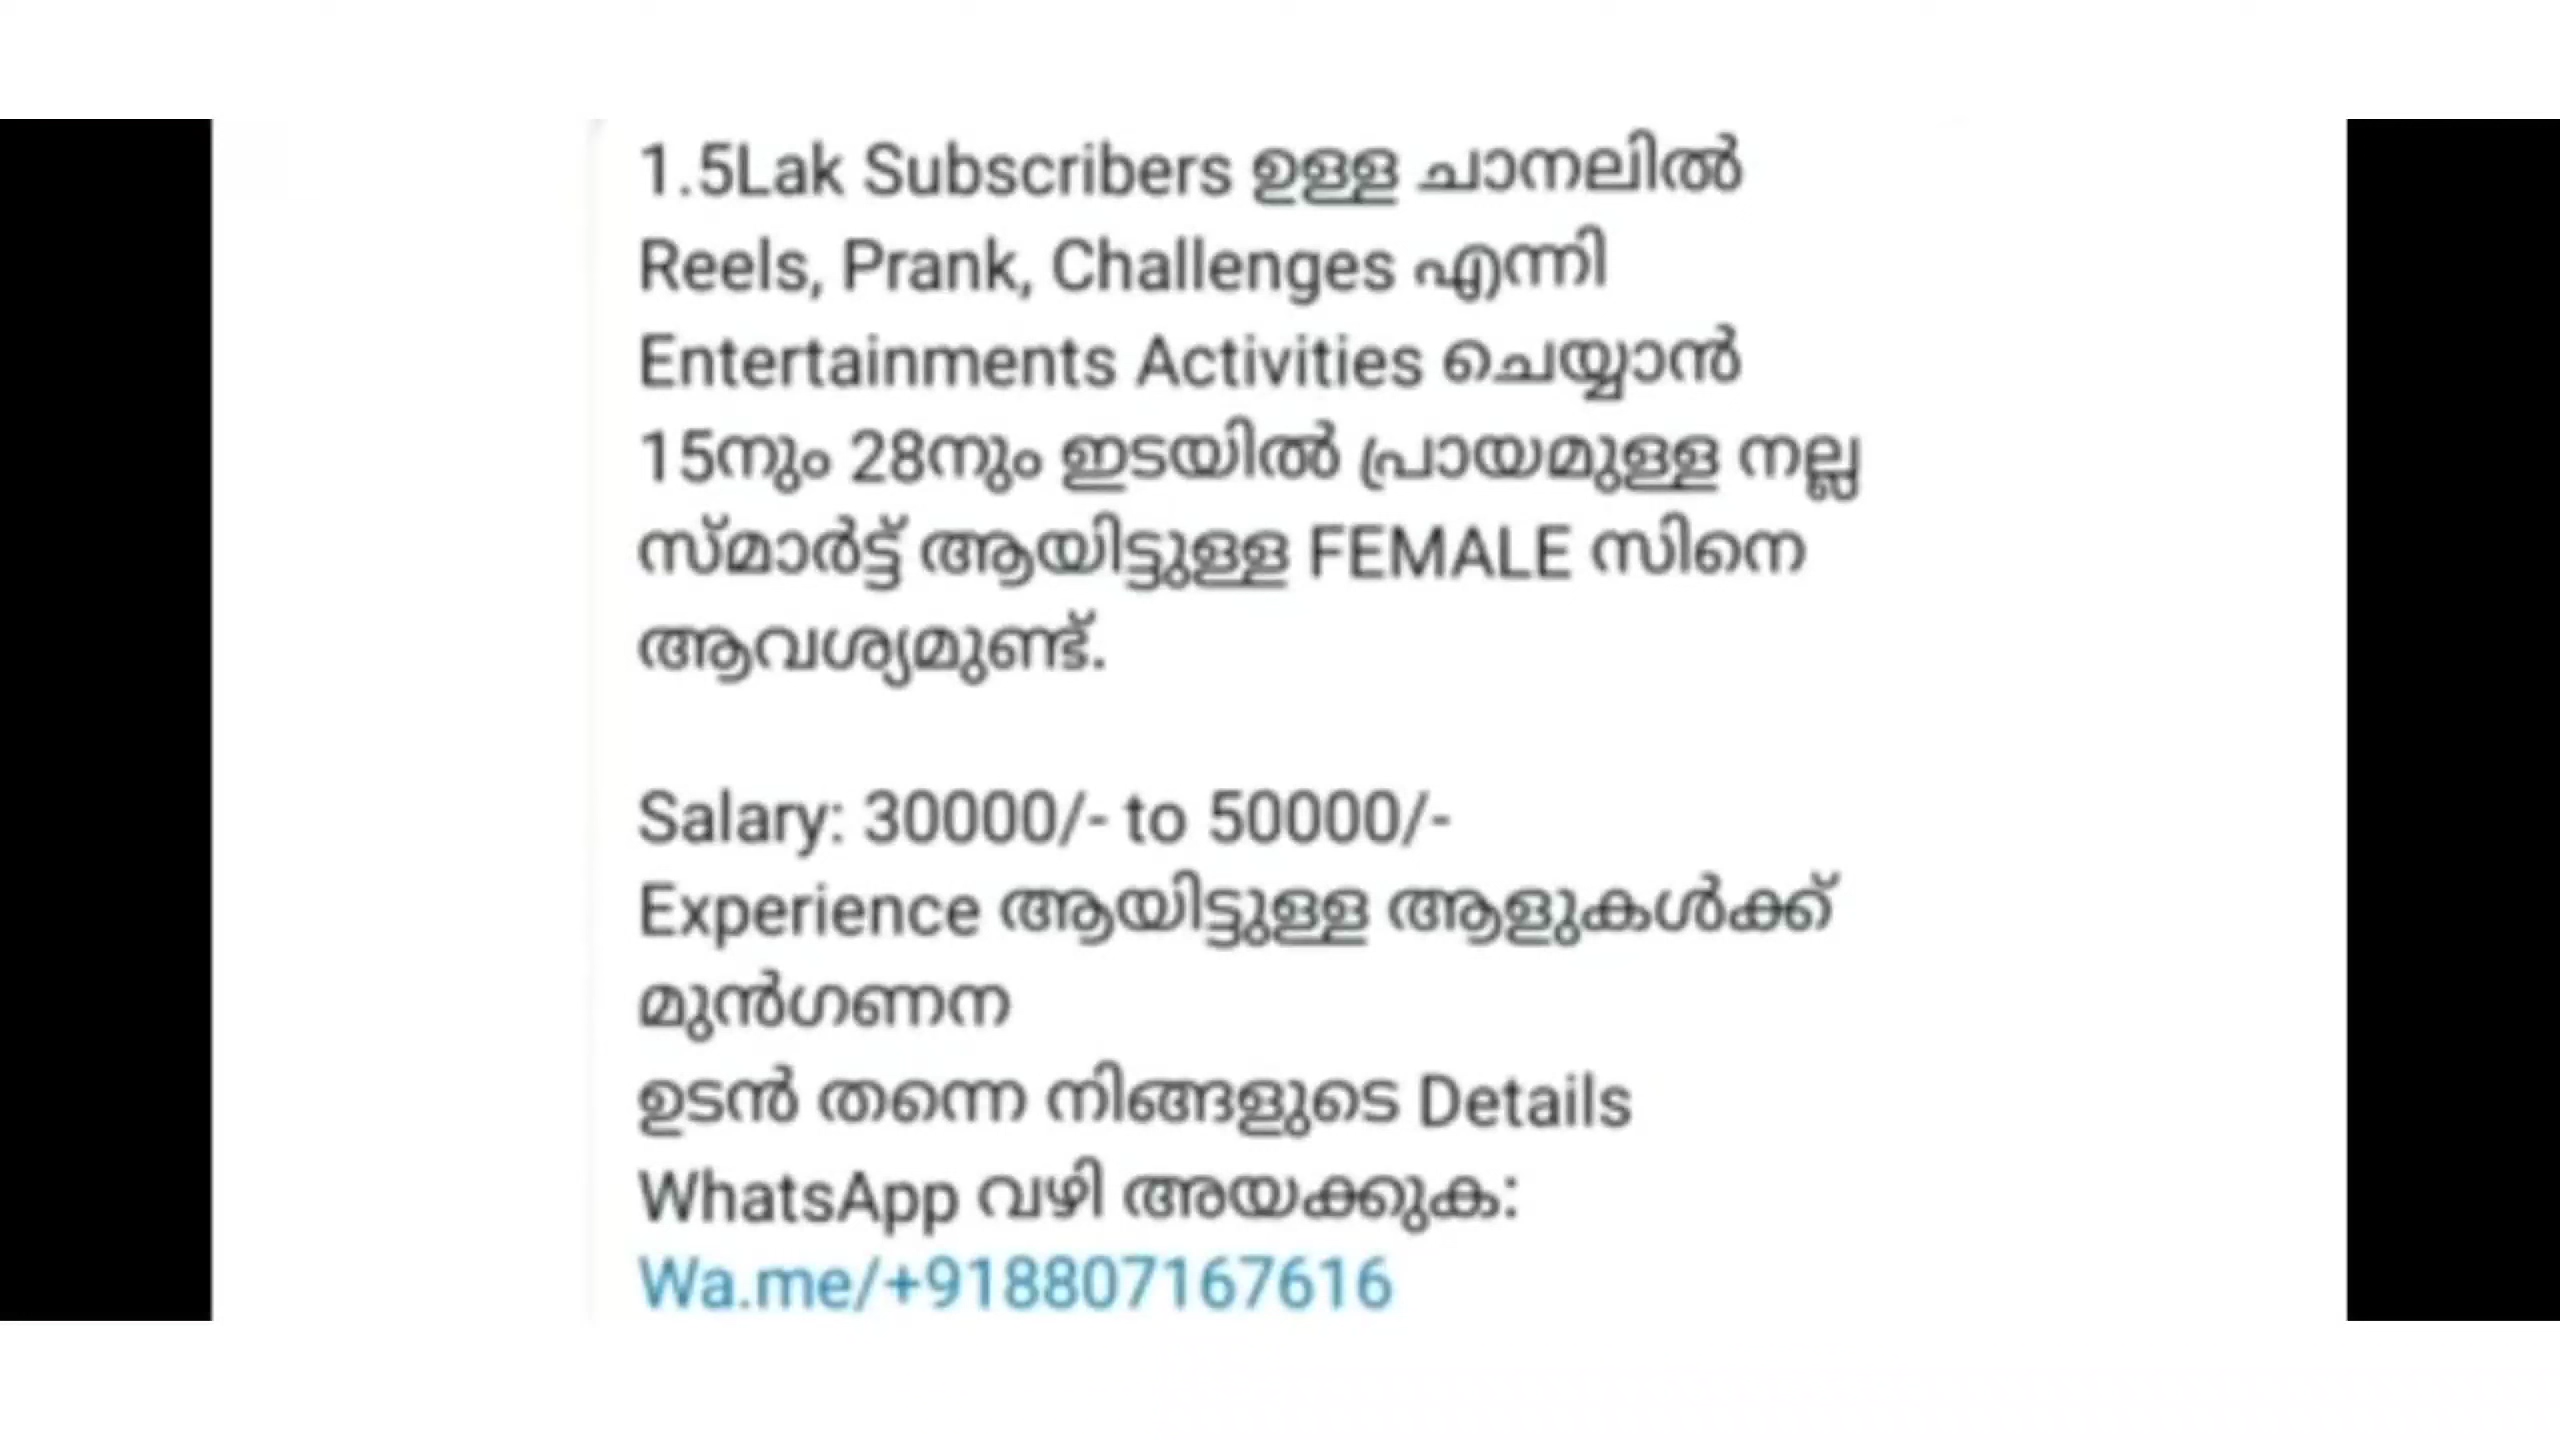 1.5Lak Subscribers ഉള്ള ചാനലിൽ
Reels, Prank, Challenges എന്നി
Entertainments Activities ചെയ്യാൻ
15നും 28നും ഇടയിൽ പ്രായമുള്ള നല്ല
സ്മാർട്ട് ആയിട്ടുള്ള FEMALE സിനെ
ആവശ്യമുണ്ട്.
Salary: 30000/- to 50000/-
Experience ആയിട്ടുള്ള ആളുകൾക്ക്
മുൻഗണന
ഉടൻ തന്നെ നിങ്ങളുടെ Details
WhatsApp വഴി അയക്കുക:
Wa.me/+918807167616